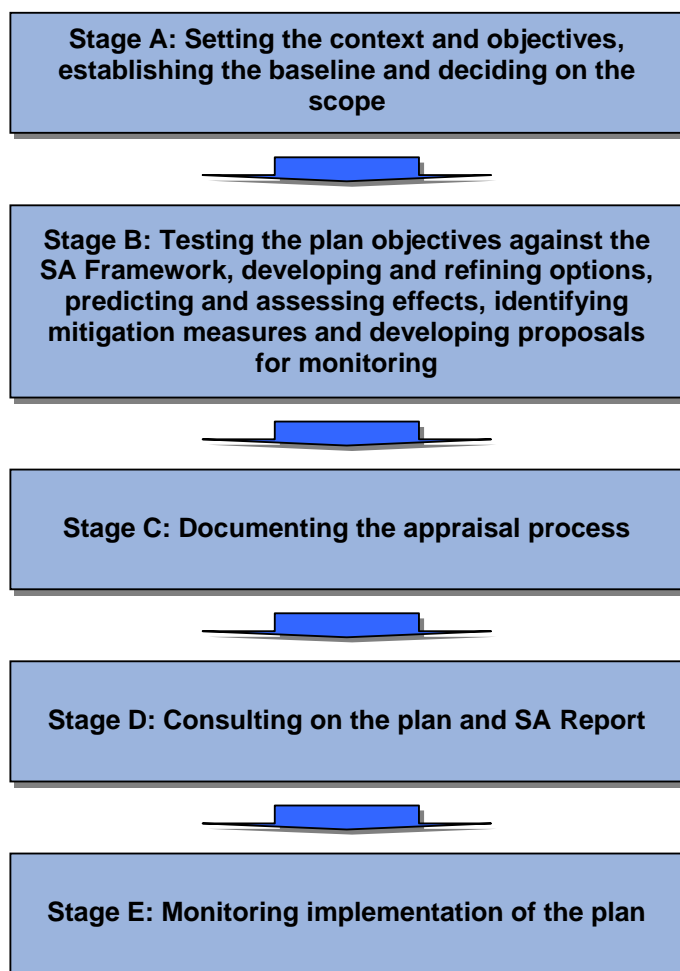 Stage A: Setting the context and objectives,
establishing the baseline and deciding on the
scope
Stage B: Testing the plan objectives against the
SA Framework, developing and refining options,
predicting and assessing effects, identifying
mitigation measures and developing proposals
for monitoring
Stage C: Documenting the appraisal process
Stage D: Consulting on the plan and SA Report
Stage E: Monitoring implementation of the plan